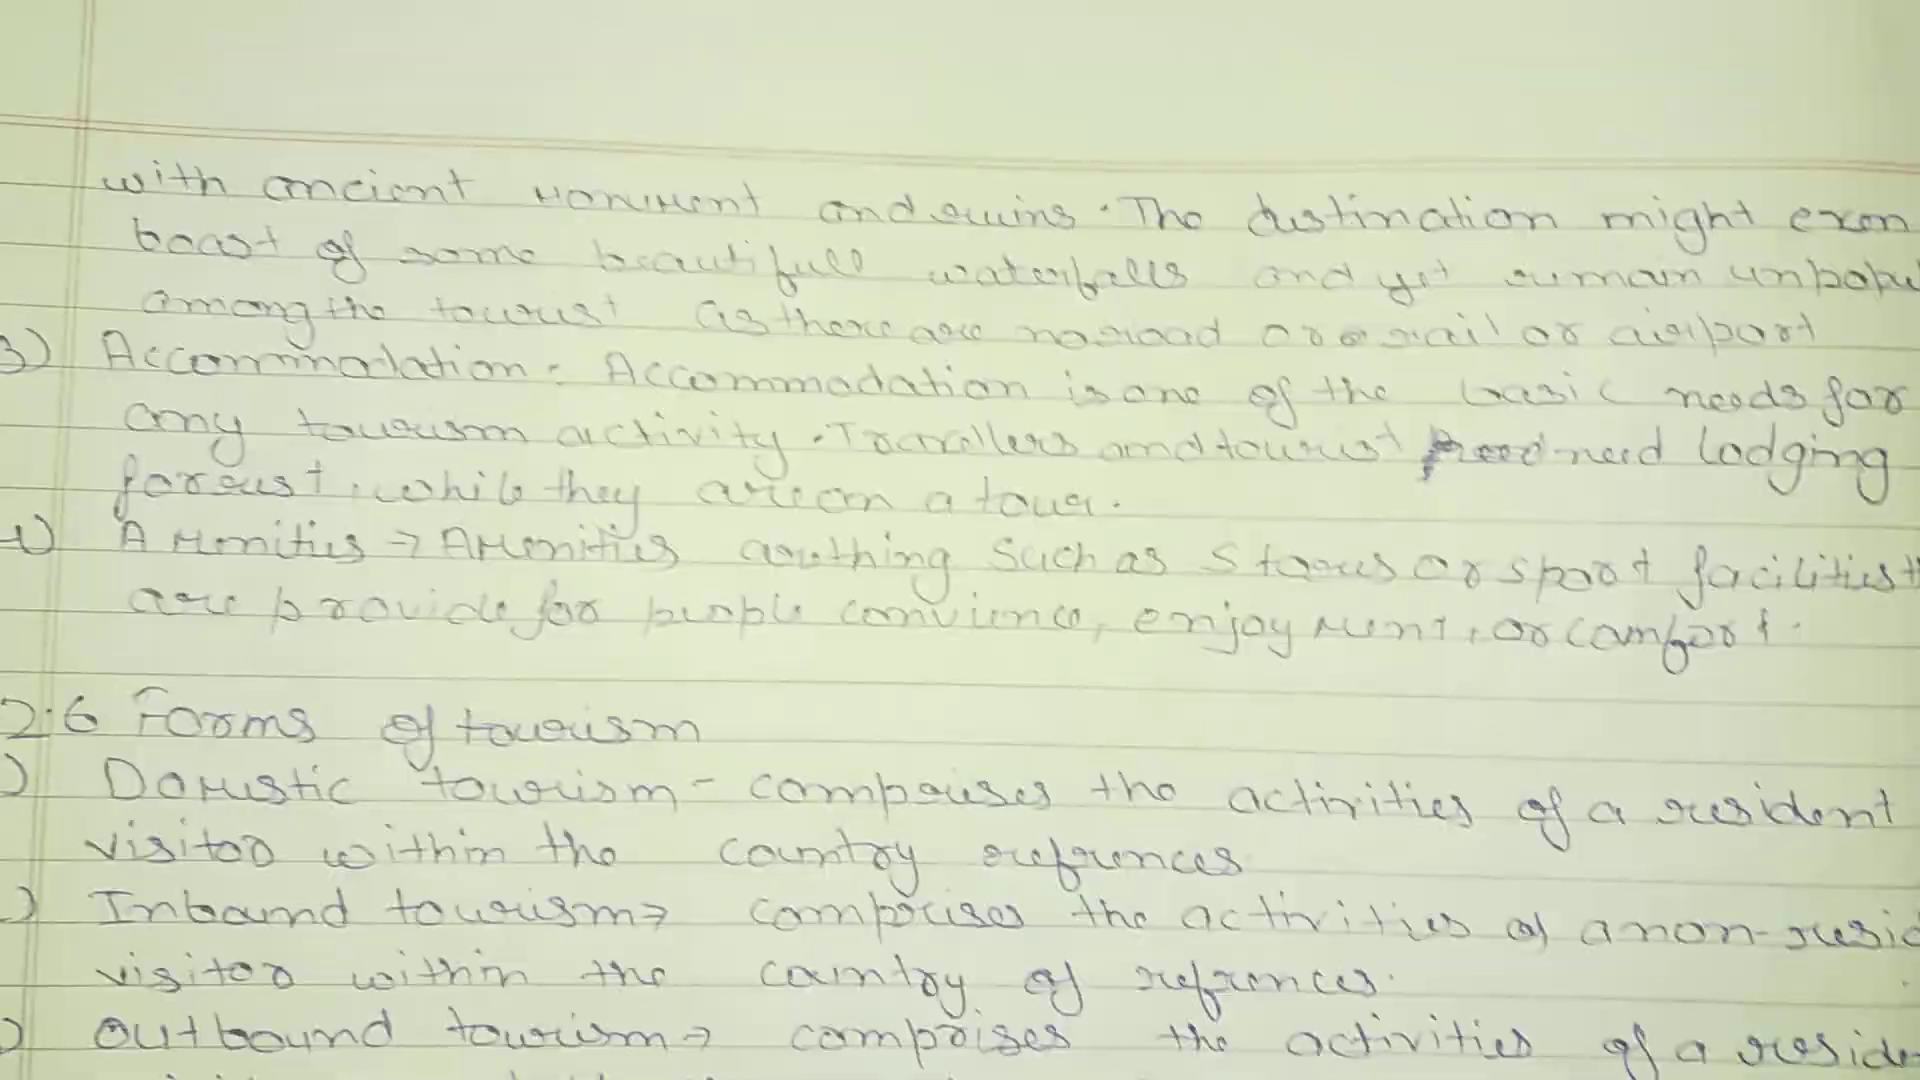 with ancient monument and ruins. The distination might even
boast of some beautifull waterfalls and yet remain unpopu
among the tourist as there are no road or rail or airport
3) Accommodation - Accommodation is one of the basic needs for
any tourism activity. Travellers and tourist need lodging
for rest, while they are on a tour.
Amenities → Amenities anything such as stores or sport facilities
are provide for people convience, enjoyment, or comfort.
2.6 Forms of tourism
) Domestic tourism - comprises the activities of a resident
visitor within the country refrences
) Inbound tourism → comprises the activities of a non-resid
visitor within the country of refrences.
) Outbound tourism → comprises the activities of a reside